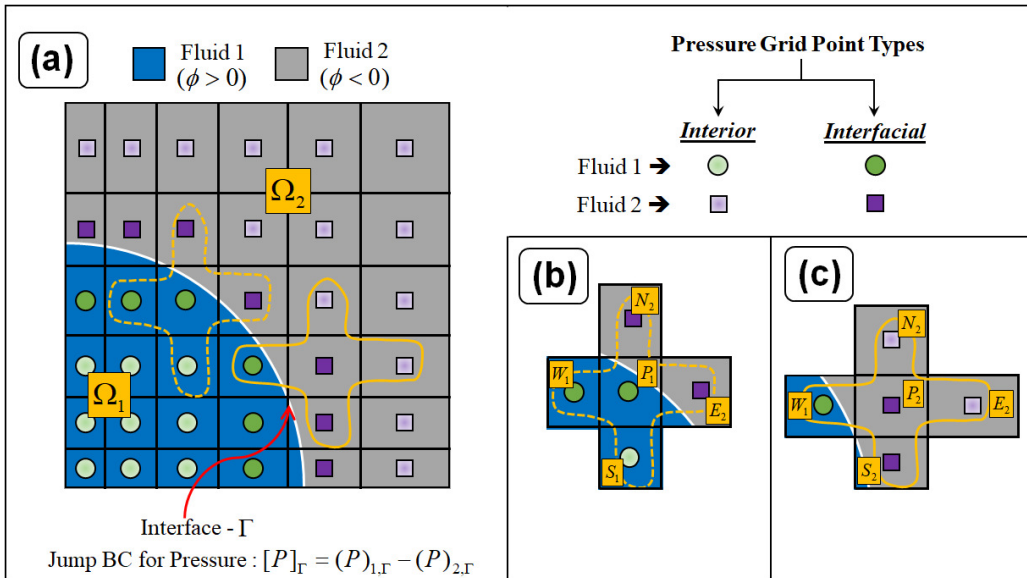 (a)
Fluid 1
(ϕ > 0)
Fluid 2
(ϕ < 0)
Ω₂
Ω₁
Interface - Γ
Jump BC for Pressure : [P]_Γ = (P)_{1,Γ} − (P)_{2,Γ}
Pressure Grid Point Types
Interior
Interfacial
Fluid 1 ➔
Fluid 2 ➔
(b)
N₂
W₁
P₁
E₂
S₁
(c)
N₂
W₁
P₂
E₂
S₂